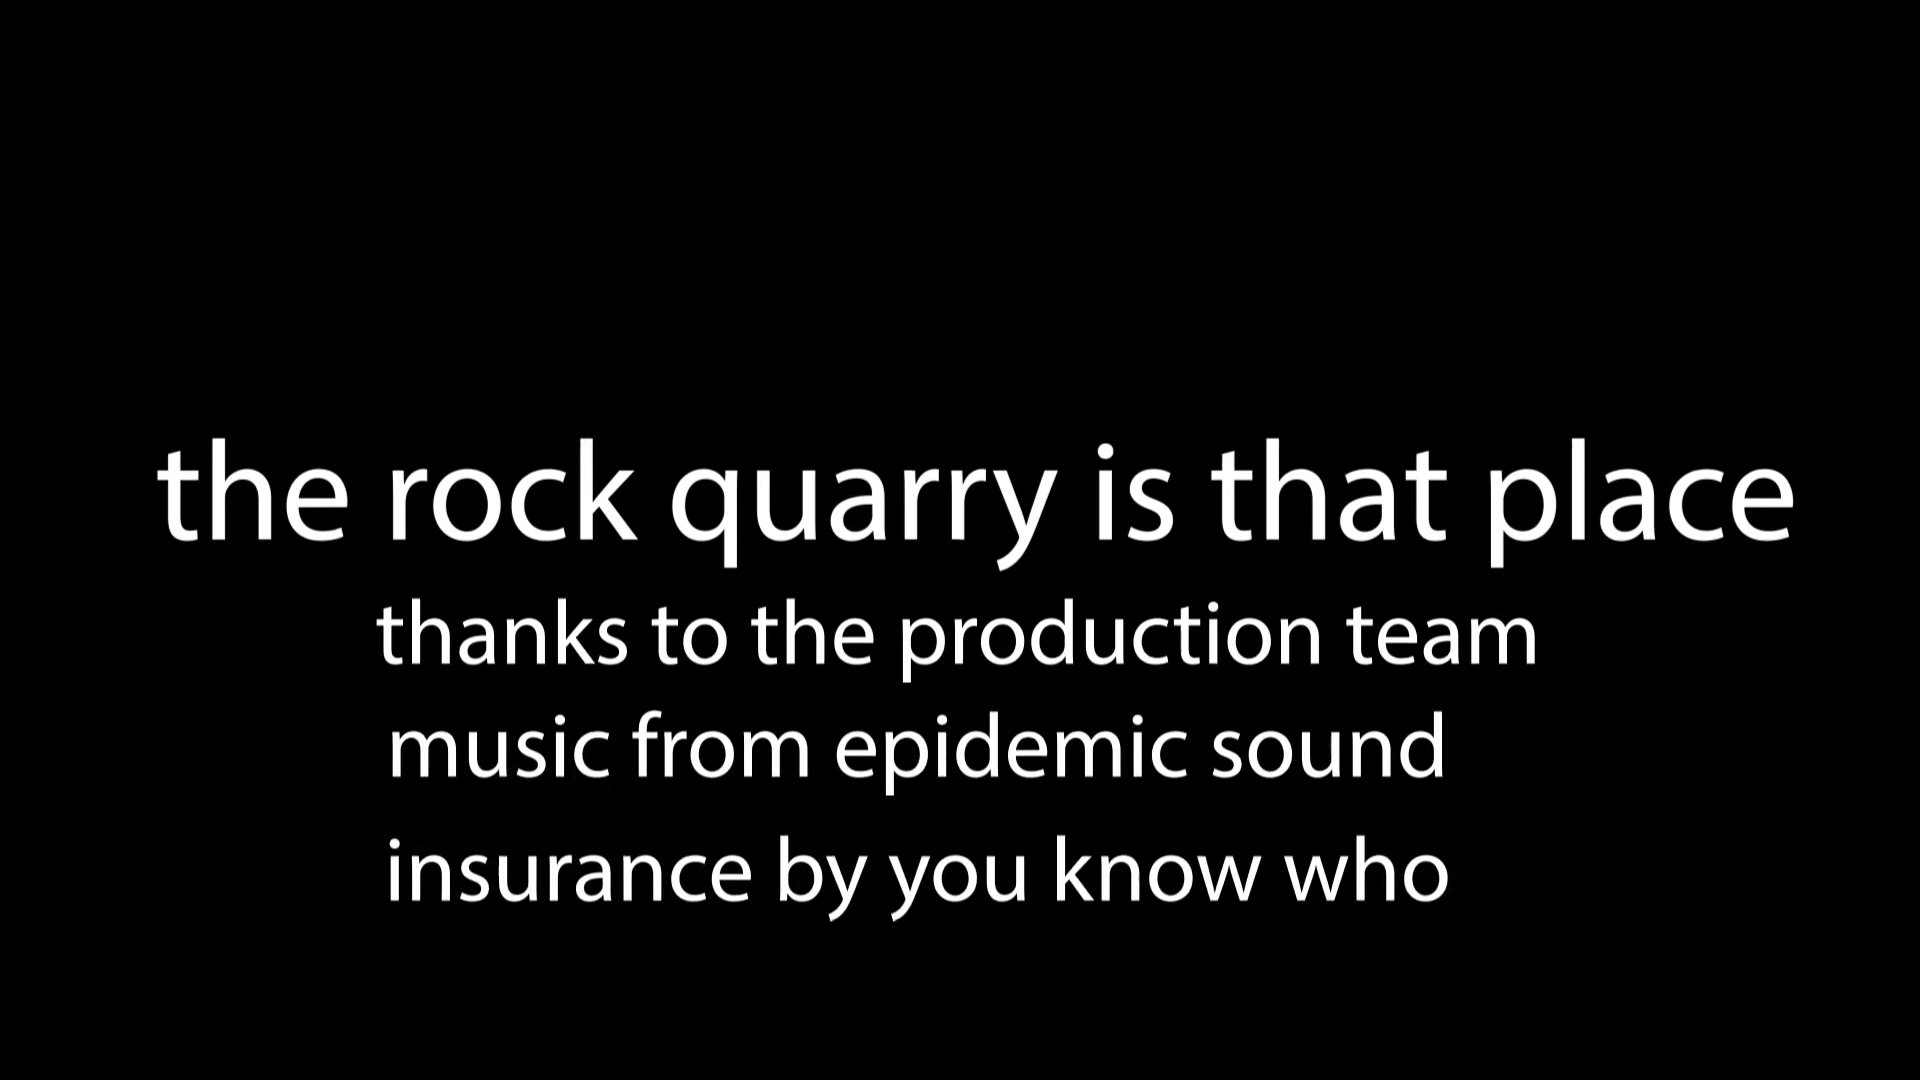 the rock quarry is that place
thanks to the production team
music from epidemic sound
insurance by you know who